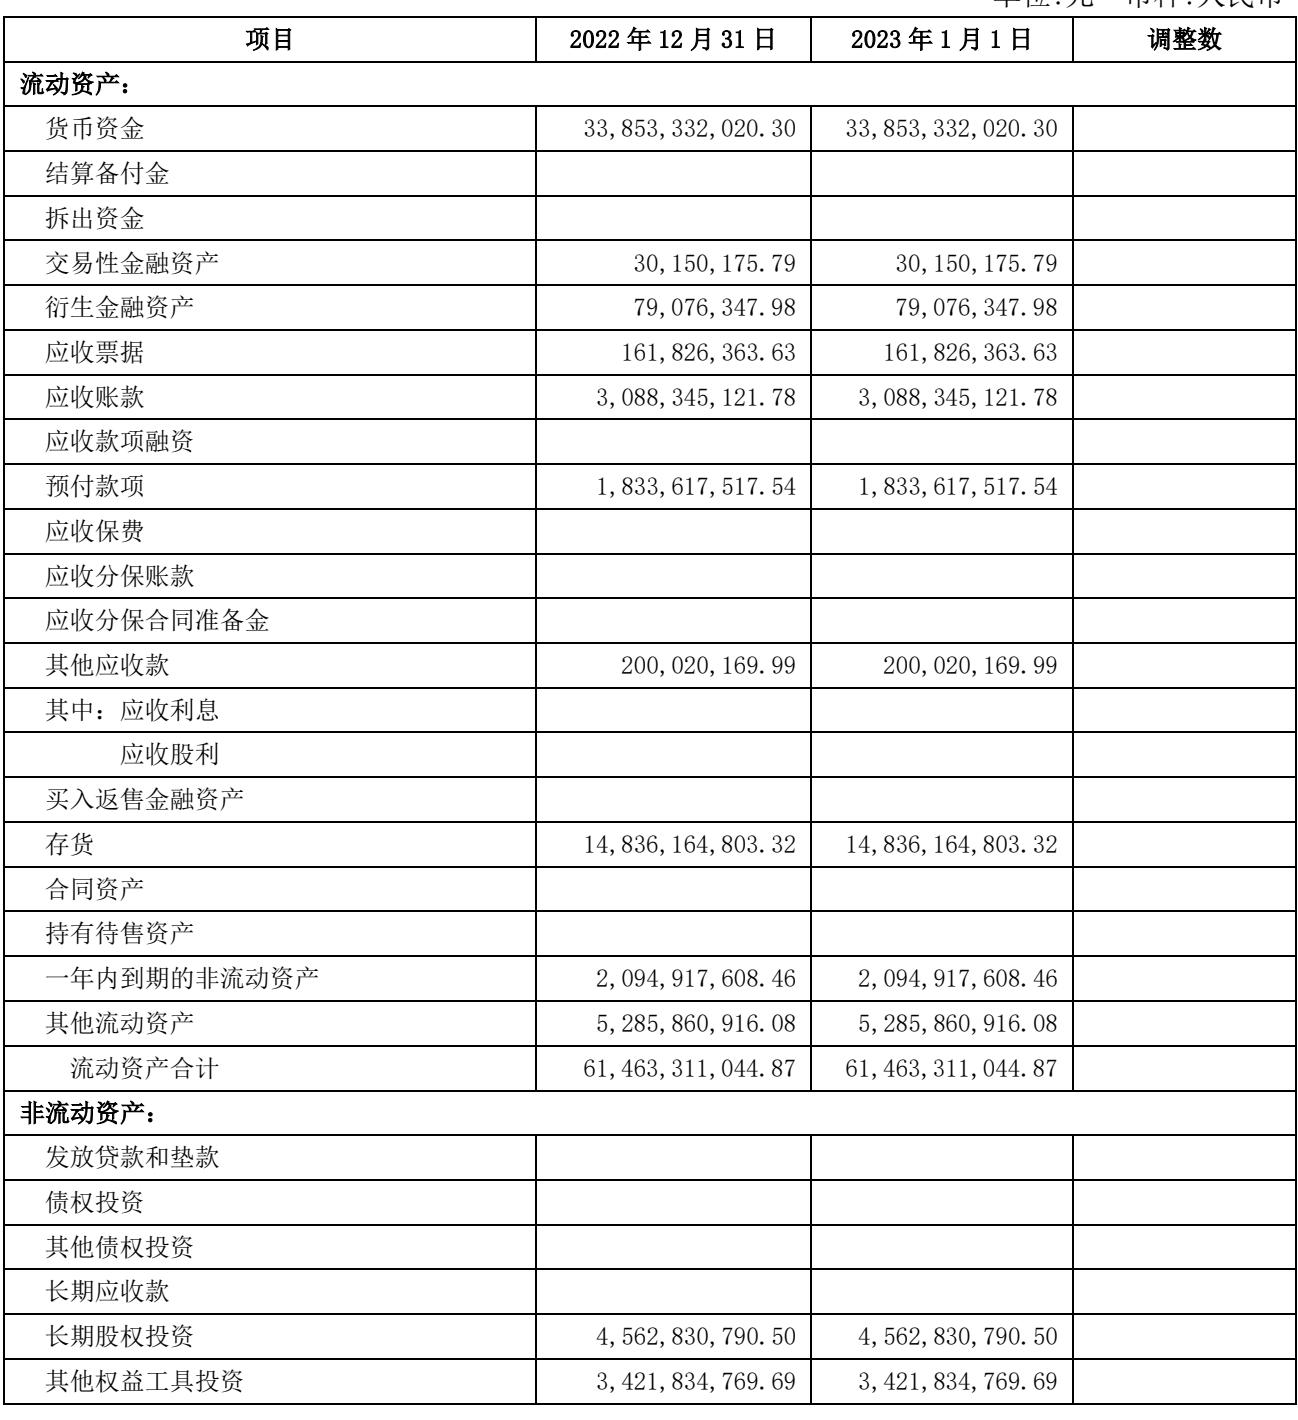 项目 2022 年 12 月 31 日 2023 年 1 月 1 日 调整数
流动资产：
货币资金 33,853,332,020.30 33,853,332,020.30
结算备付金
拆出资金
交易性金融资产 30,150,175.79 30,150,175.79
衍生金融资产 79,076,347.98 79,076,347.98
应收票据 161,826,363.63 161,826,363.63
应收账款 3,088,345,121.78 3,088,345,121.78
应收款项融资
预付款项 1,833,617,517.54 1,833,617,517.54
应收保费
应收分保账款
应收分保合同准备金
其他应收款 200,020,169.99 200,020,169.99
其中：应收利息
应收股利
买入返售金融资产
存货 14,836,164,803.32 14,836,164,803.32
合同资产
持有待售资产
一年内到期的非流动资产 2,094,917,608.46 2,094,917,608.46
其他流动资产 5,285,860,916.08 5,285,860,916.08
流动资产合计 61,463,311,044.87 61,463,311,044.87
非流动资产：
发放贷款和垫款
债权投资
其他债权投资
长期应收款
长期股权投资 4,562,830,790.50 4,562,830,790.50
其他权益工具投资 3,421,834,769.69 3,421,834,769.69